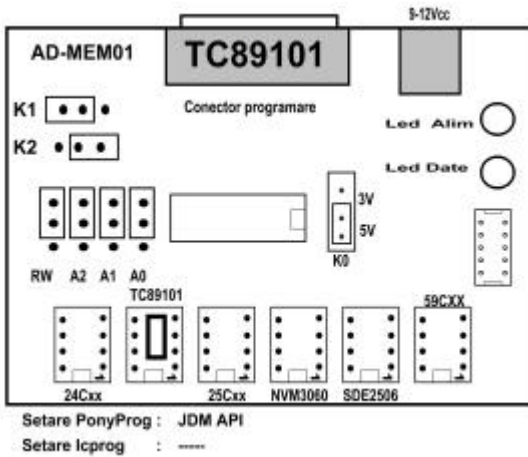 9-12Vcc
AD-MEM01
TC89101
K1
Conector programare
Led Alim
K2
Led Date
3V
5V
K0
RW A2 A1 A0
TC89101
59CXX
24Cxx 25Cxx NVM3060 SDE2506
Setare PonyProg : JDM API
Setare Icprog : -----